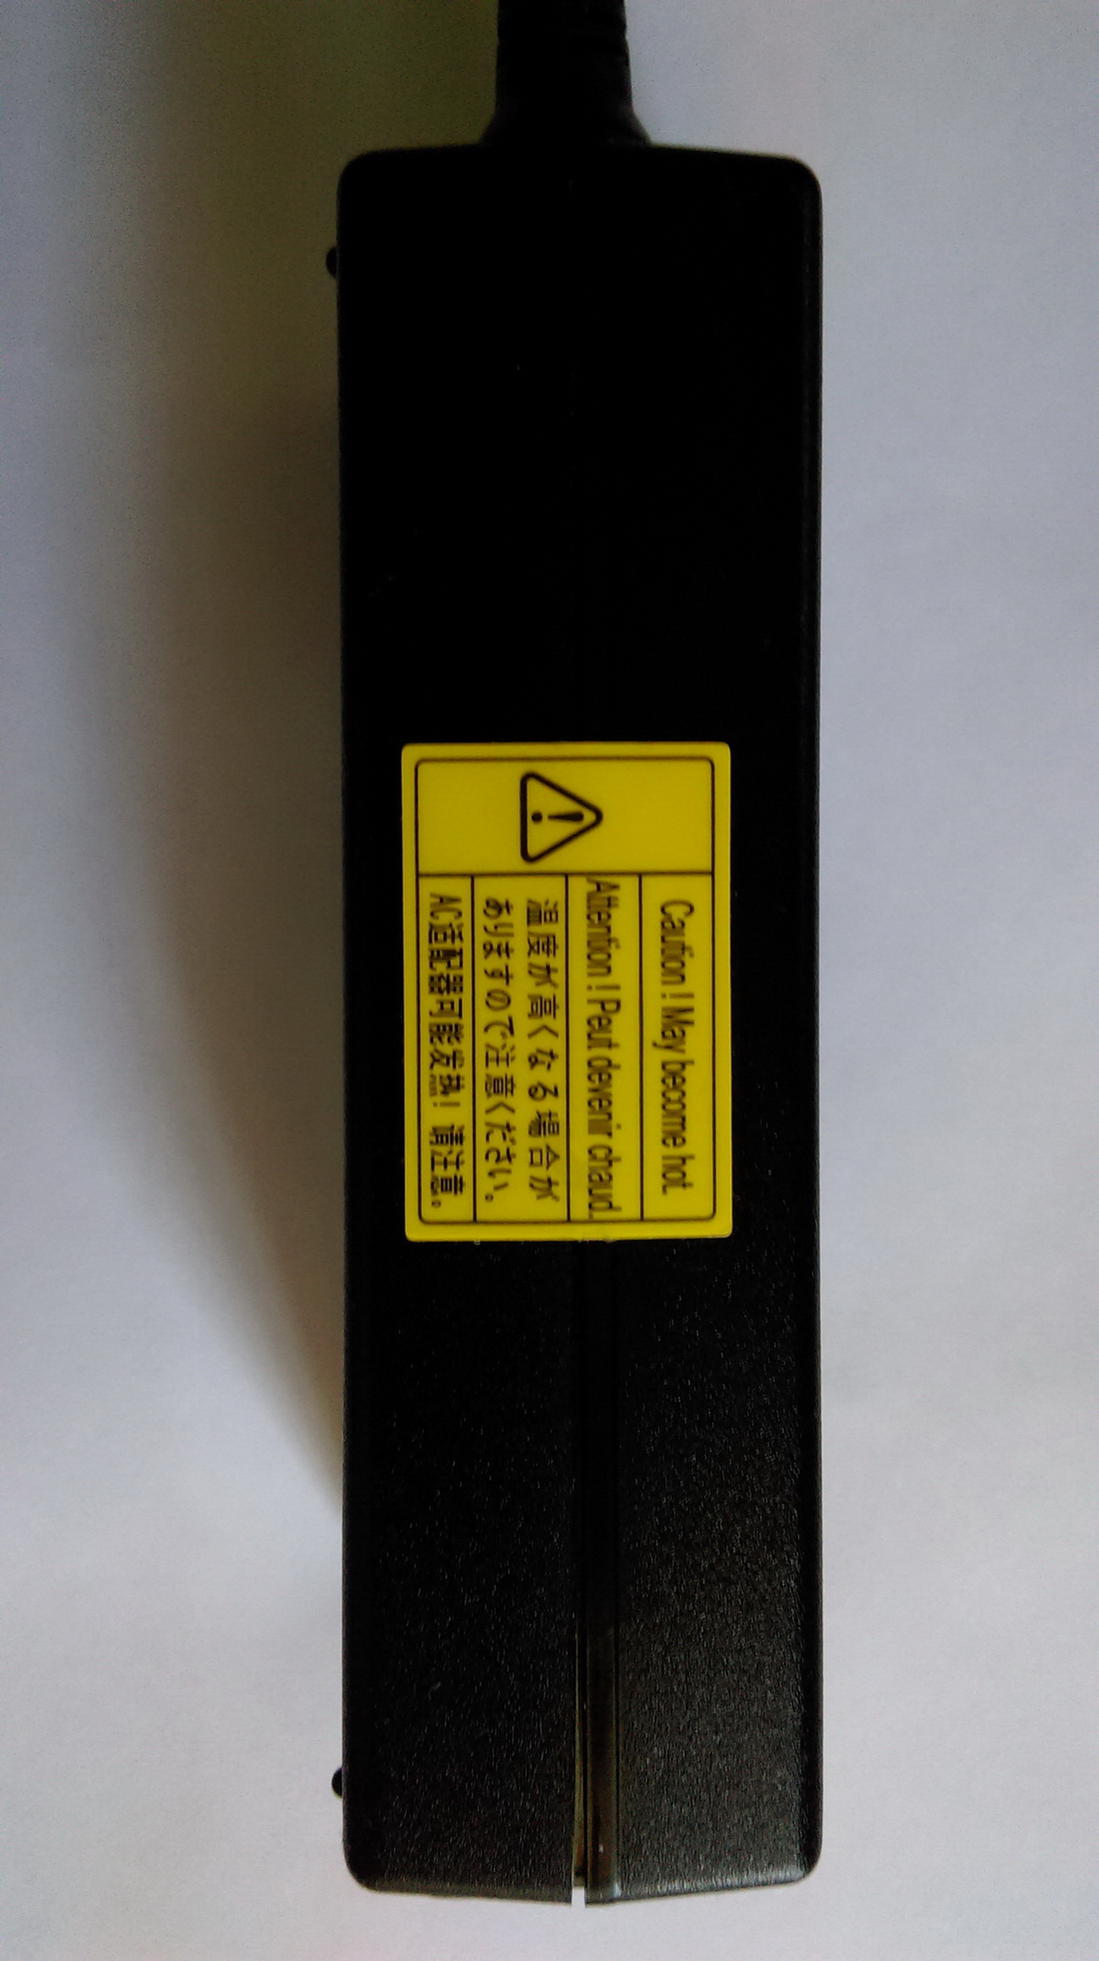 Caution ! May become hot.
Attention ! Peut devenir chaud.
温度が高くなる場合が
ありますので注意ください。
AC适配器可能发热！请注意。